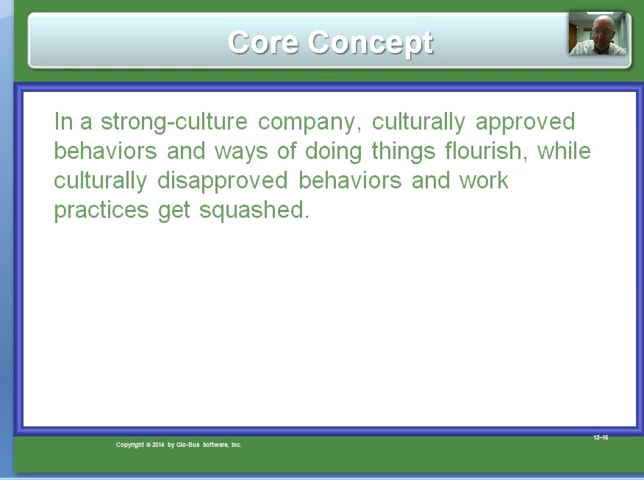 Core Concept
In a strong-culture company, culturally approved
behaviors and ways of doing things flourish, while
culturally disapproved behaviors and work
practices get squashed.
12–16
Copyright © 2014 by Glo-Bus Software, Inc.